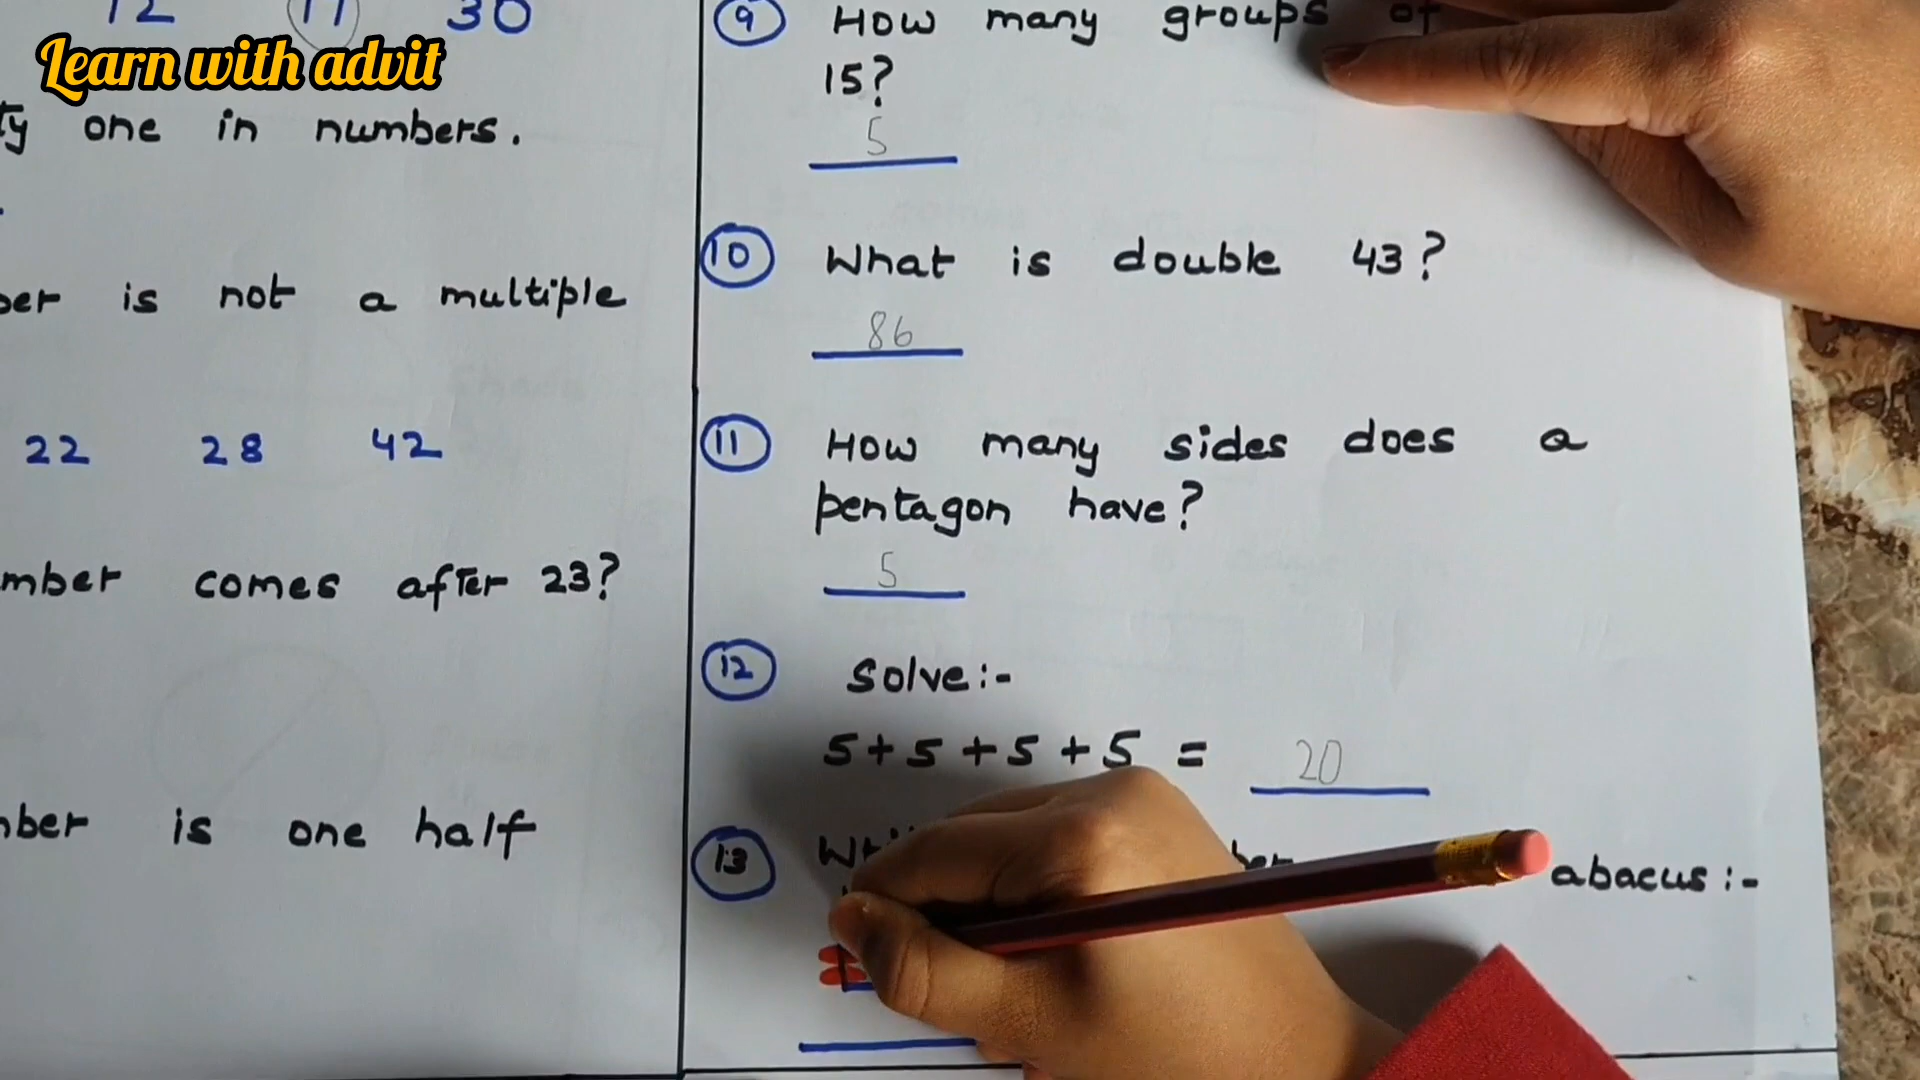 12 11 30
Learn with advit
ty one in numbers.
ber is not a multiple
22 28 42
mber comes after 23?
mber is one half
9 How many groups of
15?
5
10 What is double 43?
86
11 How many sides does a
pentagon have?
5
12 Solve:-
5+5+5+5 = 20
13 abacus:-